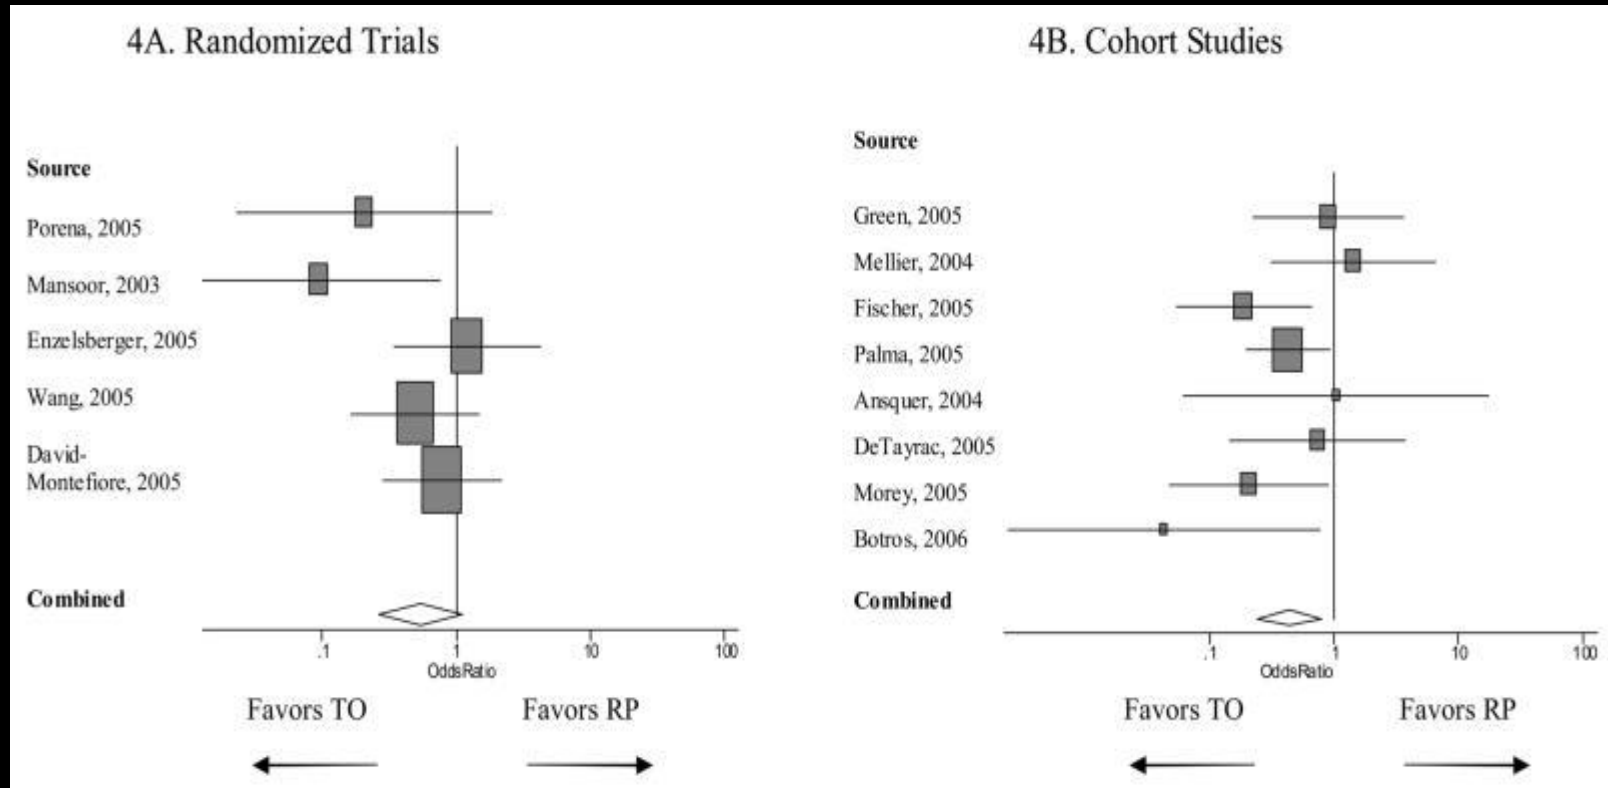 4A. Randomized Trials
Source
Porena, 2005
Mansoor, 2003
Enzelsberger, 2005
Wang, 2005
David-
Montefiore, 2005
Combined
.1 1 10 100
OddsRatio
Favors TO Favors RP
4B. Cohort Studies
Source
Green, 2005
Mellier, 2004
Fischer, 2005
Palma, 2005
Ansquer, 2004
DeTayrac, 2005
Morey, 2005
Botros, 2006
Combined
.1 1 10 100
OddsRatio
Favors TO Favors RP